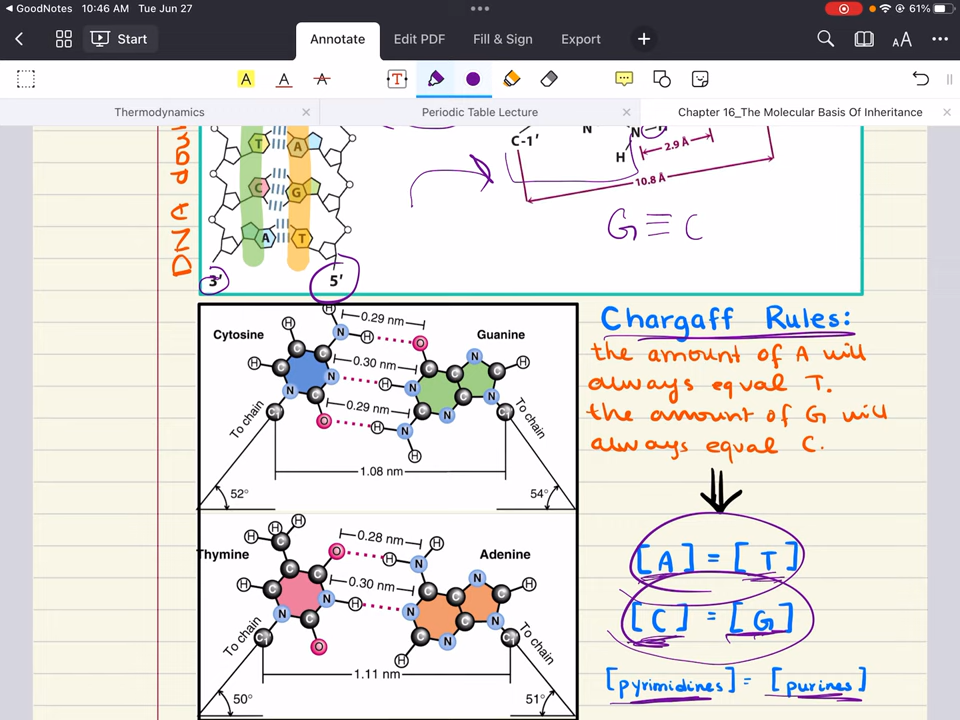 GoodNotes 10:46 AM Tue Jun 27 61%
Start Annotate Edit PDF Fill & Sign Export
A A A T
Thermodynamics Periodic Table Lecture Chapter 16_The Molecular Basis Of Inheritance
DNA
T A
C G
A T
3' 5'
C-1' N N H
H 2.9 Å
10.8 Å
G ≡ C
Cytosine 0.29 nm Guanine
H H N H O N
H C C 0.30 nm C C C H
N C N H N C N
0.29 nm C N
To chain C O H N C To chain
H
1.08 nm
52° 54°
Chargaff Rules:
the amount of A will
always equal T.
the amount of G will
always equal C.
[A] = [T]
[C] = [G]
[pyrimidines] = [purines]
Thymine H H C H O 0.28 nm H N H Adenine
H C C C 0.30 nm C C N C H
N C N H N C C N
To chain C O H C N C To chain
1.11 nm
50° 51°